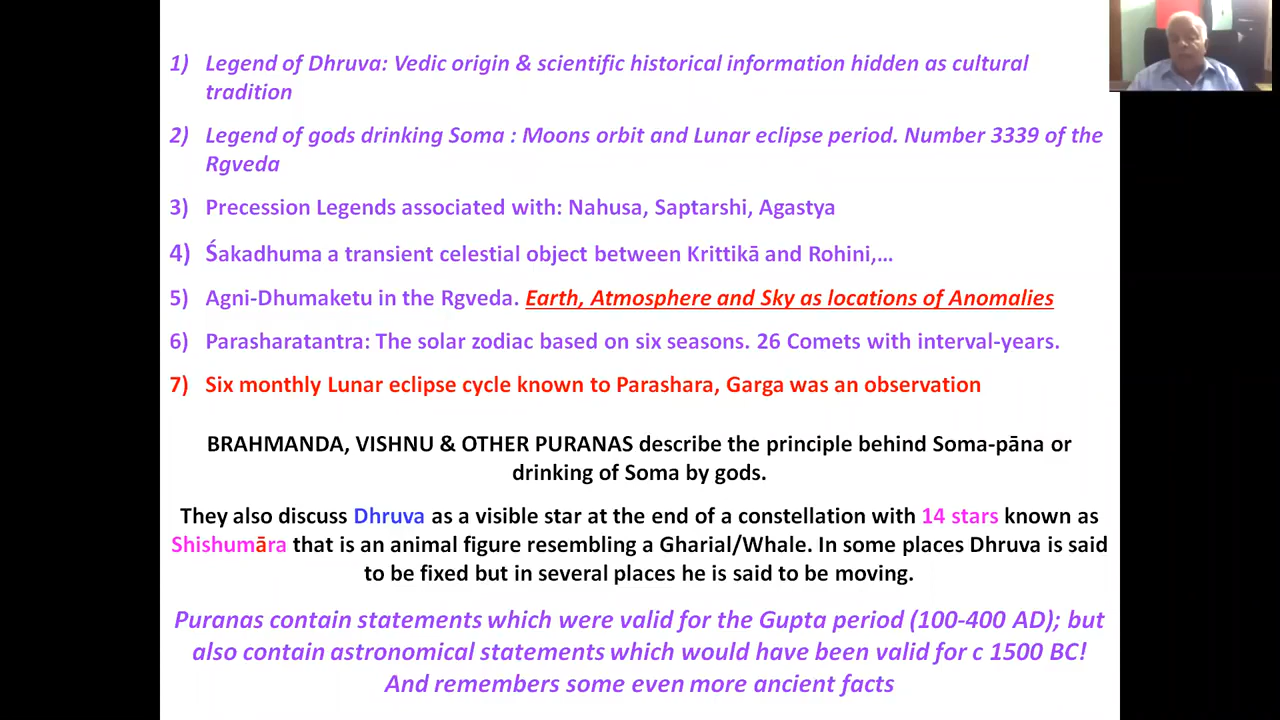 1) Legend of Dhruva: Vedic origin & scientific historical information hidden as cultural
tradition
2) Legend of gods drinking Soma : Moons orbit and Lunar eclipse period. Number 3339 of the
Rgveda
3) Precession Legends associated with: Nahusa, Saptarshi, Agastya
4) Śakadhuma a transient celestial object between Krittikā and Rohini,...
5) Agni-Dhumaketu in the Rgveda. Earth, Atmosphere and Sky as locations of Anomalies
6) Parasharatantra: The solar zodiac based on six seasons. 26 Comets with interval-years.
7) Six monthly Lunar eclipse cycle known to Parashara, Garga was an observation
BRAHMANDA, VISHNU & OTHER PURANAS describe the principle behind Soma-pāna or
drinking of Soma by gods.
They also discuss Dhruva as a visible star at the end of a constellation with 14 stars known as
Shishumāra that is an animal figure resembling a Gharial/Whale. In some places Dhruva is said
to be fixed but in several places he is said to be moving.
Puranas contain statements which were valid for the Gupta period (100-400 AD); but
also contain astronomical statements which would have been valid for c 1500 BC!
And remembers some even more ancient facts